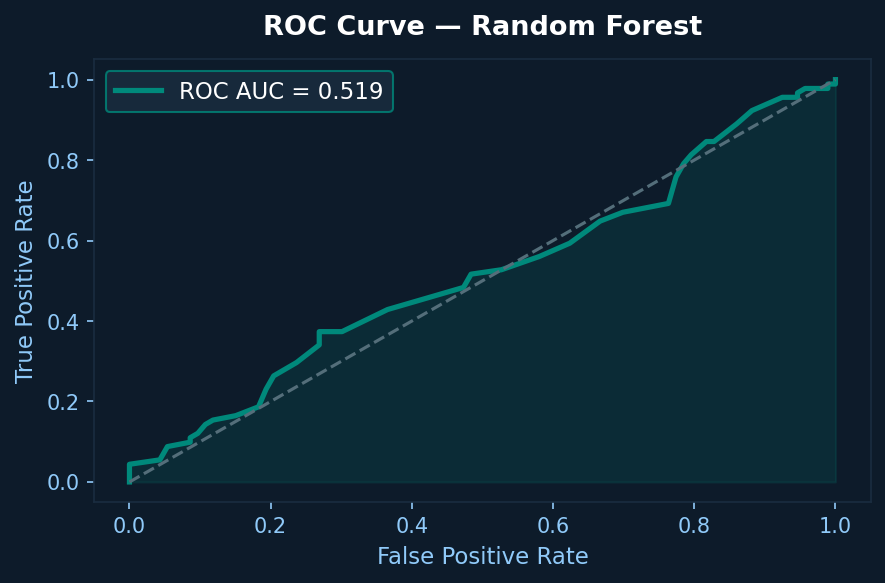 ROC Curve — Random Forest
ROC AUC = 0.519
True Positive Rate
1.0
0.8
0.6
0.4
0.2
0.0
0.0 0.2 0.4 0.6 0.8 1.0
False Positive Rate